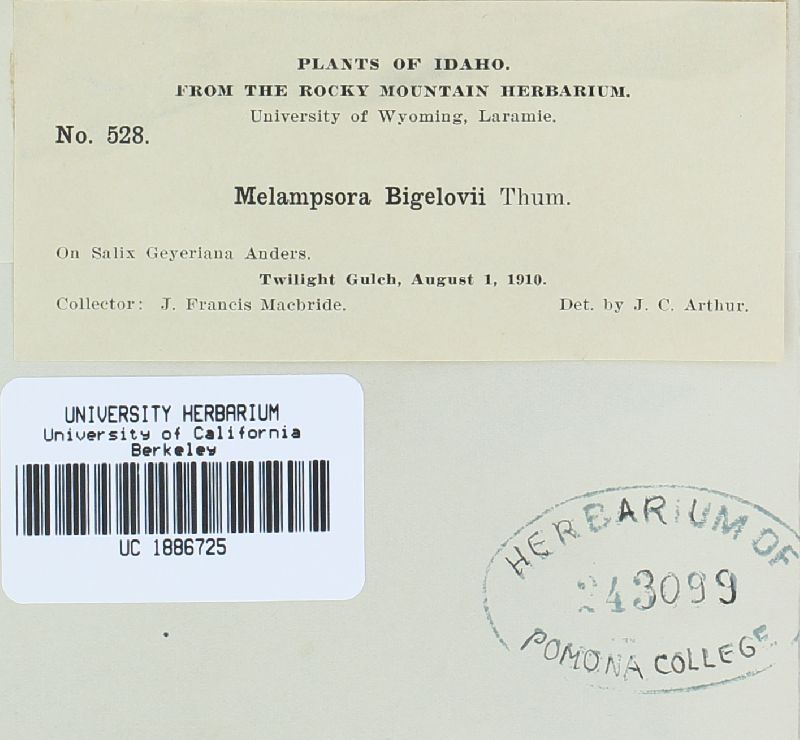 PLANTS OF IDAHO.
FROM THE ROCKY MOUNTAIN HERBARIUM.
University of Wyoming, Laramie.
No. 528.
Melampsora Bigelovii Thum.
On Salix Geyeriana Anders.
Twilight Gulch, August 1, 1910.
Collector: J. Francis Macbride. Det. by J. C. Arthur.
UNIVERSITY HERBARIUM
University of California
Berkeley
UC 1886725
HERBARIUM OF
243099
POMONA COLLEGE